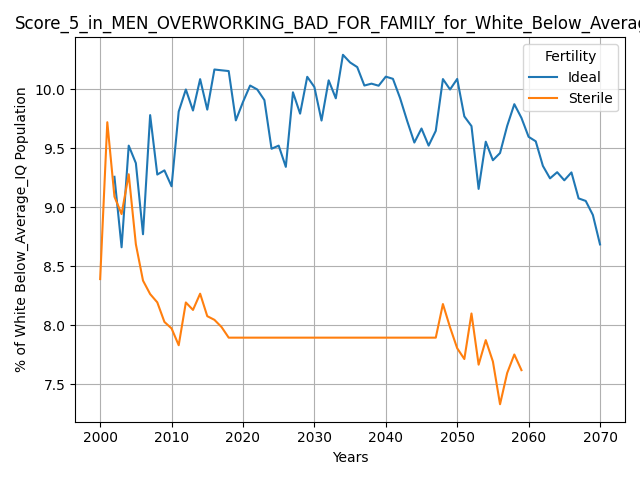 Score_5_in_MEN_OVERWORKING_BAD_FOR_FAMILY_for_White_Below_Average
Fertility
Ideal
Sterile
% of White Below_Average_IQ Population
10.0
9.5
9.0
8.5
8.0
7.5
2000
2010
2020
2030
2040
2050
2060
2070
Years